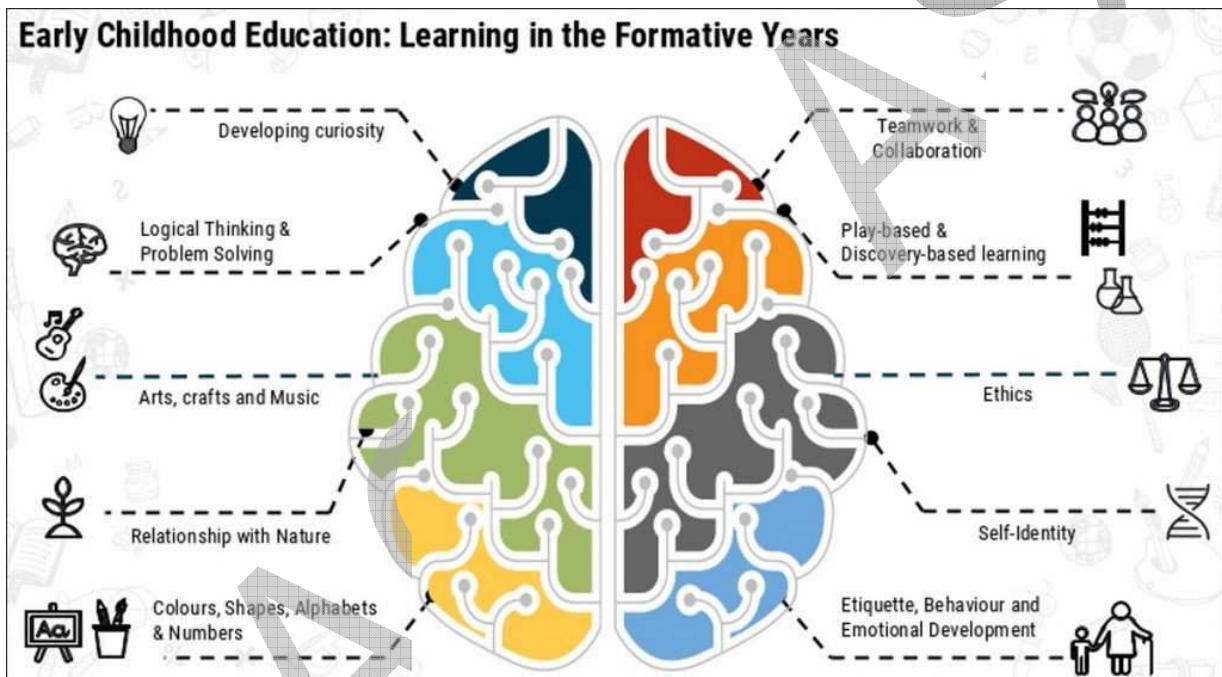 Early Childhood Education: Learning in the Formative Years
Developing curiosity
Logical Thinking &
Problem Solving
Arts, crafts and Music
Relationship with Nature
Aa
Colours, Shapes, Alphabets
& Numbers
Teamwork &
Collaboration
Play-based &
Discovery-based learning
Ethics
Self-Identity
Etiquette, Behaviour and
Emotional Development